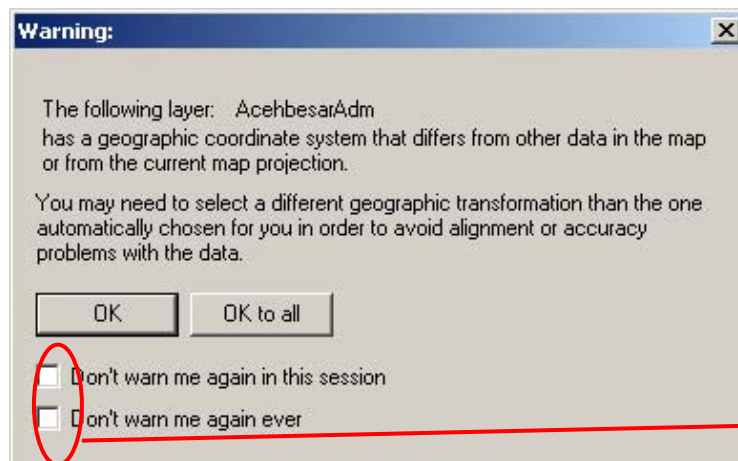 Warning:
The following layer: AcehbesarAdm
has a geographic coordinate system that differs from other data in the map
or from the current map projection.
You may need to select a different geographic transformation than the one
automatically chosen for you in order to avoid alignment or accuracy
problems with the data.
OK OK to all
Don't warn me again in this session
Don't warn me again ever